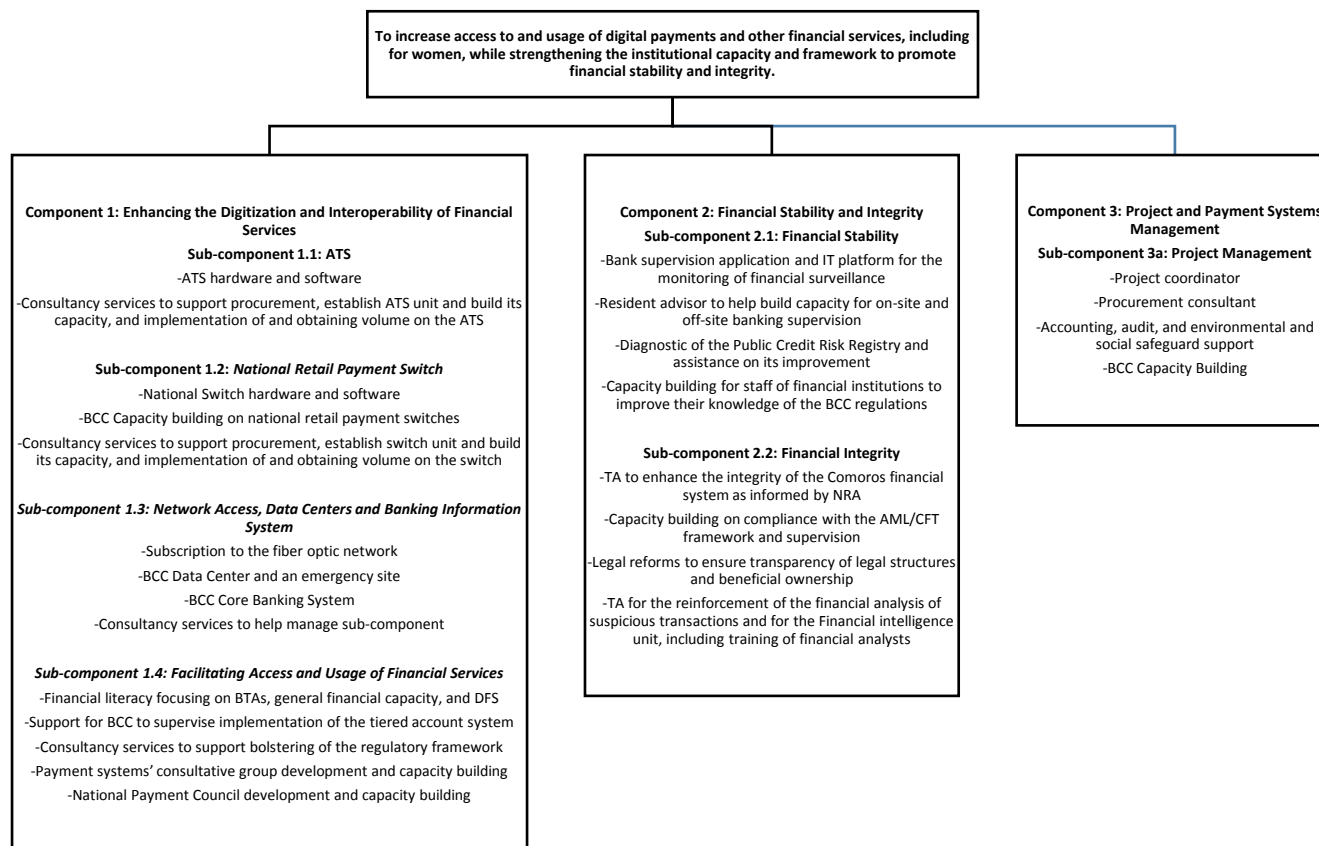 To increase access to and usage of digital payments and other financial services, including
for women, while strengthening the institutional capacity and framework to promote
financial stability and integrity.
Component 1: Enhancing the Digitization and Interoperability of Financial
Services
Sub-component 1.1: ATS
-ATS hardware and software
-Consultancy services to support procurement, establish ATS unit and build its
capacity, and implementation of and obtaining volume on the ATS
Sub-component 1.2: National Retail Payment Switch
-National Switch hardware and software
-BCC Capacity building on national retail payment switches
-Consultancy services to support procurement, establish switch unit and build
its capacity, and implementation of and obtaining volume on the switch
Sub-component 1.3: Network Access, Data Centers and Banking Information
System
-Subscription to the fiber optic network
-BCC Data Center and an emergency site
-BCC Core Banking System
-Consultancy services to help manage sub-component
Sub-component 1.4: Facilitating Access and Usage of Financial Services
-Financial literacy focusing on BTAs, general financial capacity, and DFS
-Support for BCC to supervise implementation of the tiered account system
-Consultancy services to support bolstering of the regulatory framework
-Payment systems’ consultative group development and capacity building
-National Payment Council development and capacity building
Component 2: Financial Stability and Integrity
Sub-component 2.1: Financial Stability
-Bank supervision application and IT platform for the
monitoring of financial surveillance
-Resident advisor to help build capacity for on-site and
off-site banking supervision
-Diagnostic of the Public Credit Risk Registry and
assistance on its improvement
-Capacity building for staff of financial institutions to
improve their knowledge of the BCC regulations
Sub-component 2.2: Financial Integrity
-TA to enhance the integrity of the Comoros financial
system as informed by NRA
-Capacity building on compliance with the AML/CFT
framework and supervision
-Legal reforms to ensure transparency of legal structures
and beneficial ownership
-TA for the reinforcement of the financial analysis of
suspicious transactions and for the Financial intelligence
unit, including training of financial analysts
Component 3: Project and Payment Systems
Management
Sub-component 3a: Project Management
-Project coordinator
-Procurement consultant
-Accounting, audit, and environmental and
social safeguard support
-BCC Capacity Building